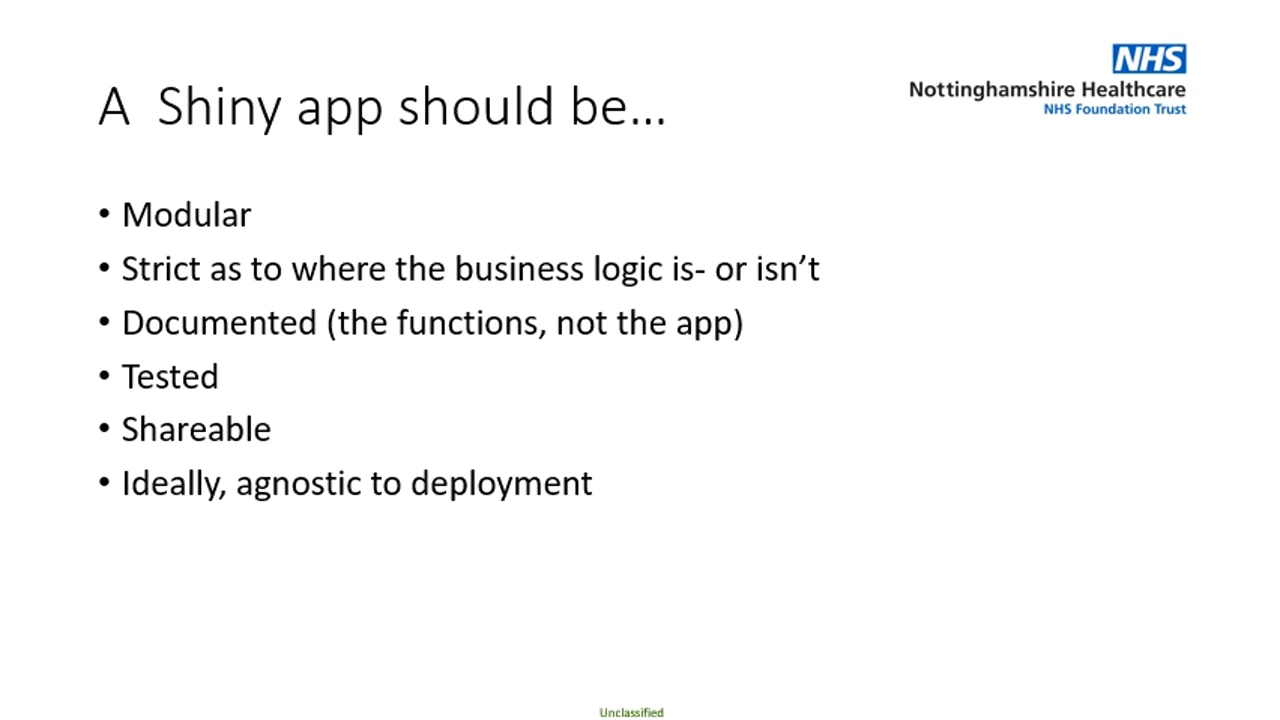 NHS
Nottinghamshire Healthcare
NHS Foundation Trust
A  Shiny app should be...
• Modular
• Strict as to where the business logic is- or isn’t
• Documented (the functions, not the app)
• Tested
• Shareable
• Ideally, agnostic to deployment
Unclassified